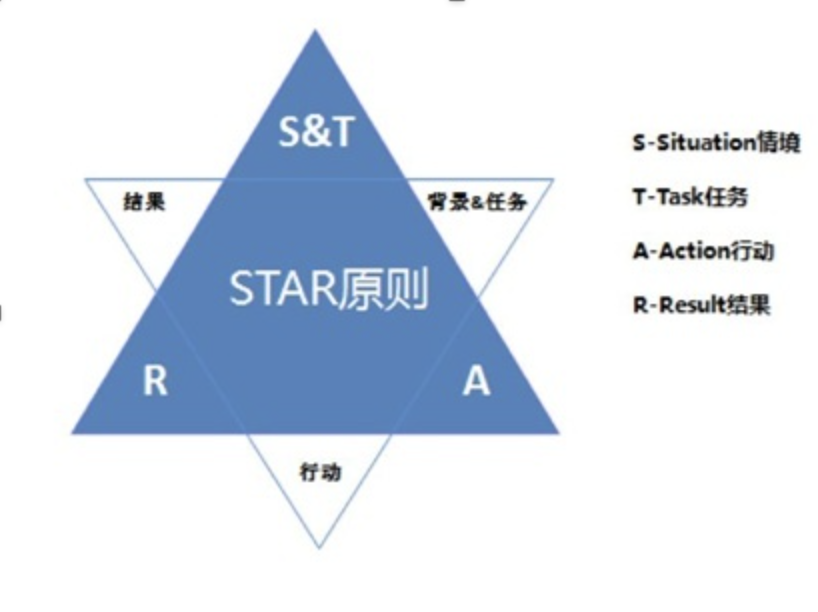 S&T
结果
背景&任务
STAR原则
R
A
行动
S-Situation情境
T-Task任务
A-Action行动
R-Result结果